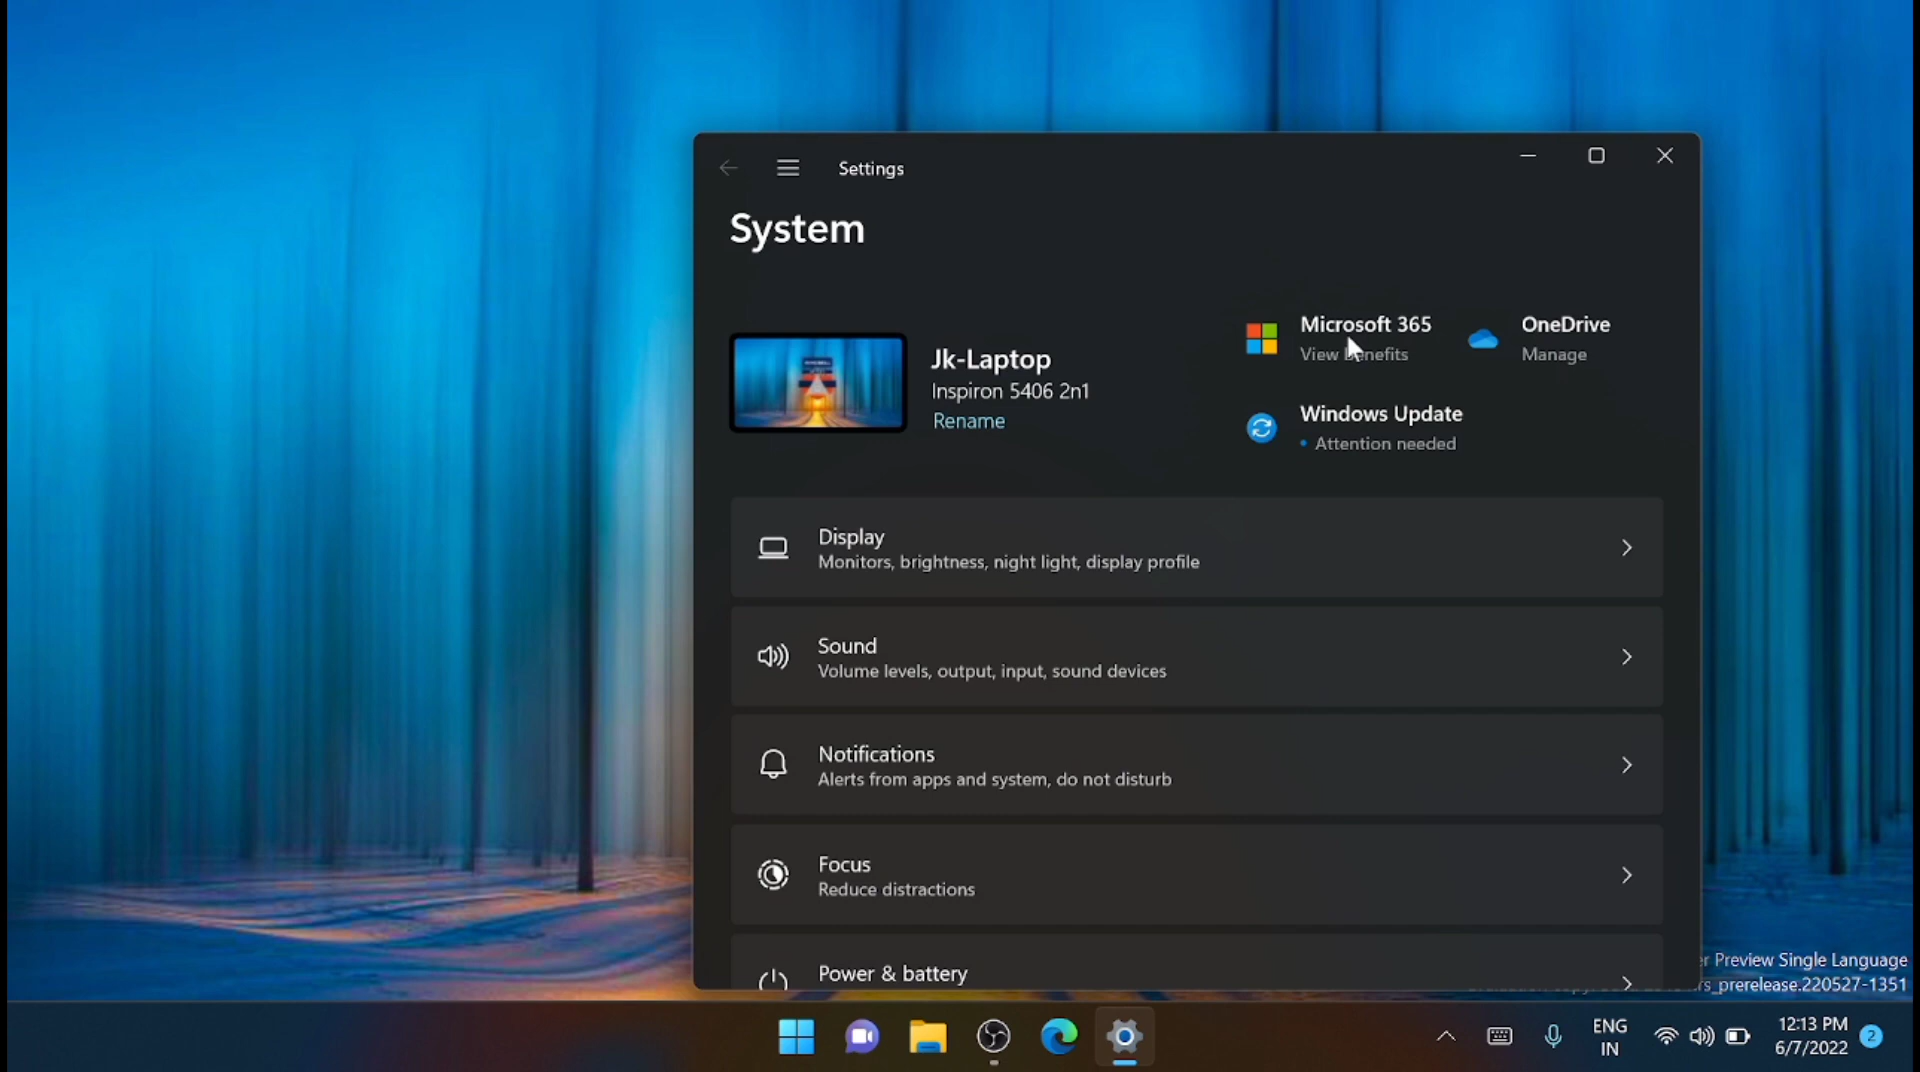 Settings
System
Jk-Laptop
Inspiron 5406 2n1
Rename
Microsoft 365
View benefits
OneDrive
Manage
Windows Update
• Attention needed
Display
Monitors, brightness, night light, display profile
Sound
Volume levels, output, input, sound devices
Notifications
Alerts from apps and system, do not disturb
Focus
Reduce distractions
Power & battery
Preview Single Language
rs_prerelease.220527-1351
ENG
IN
12:13 PM
6/7/2022
2